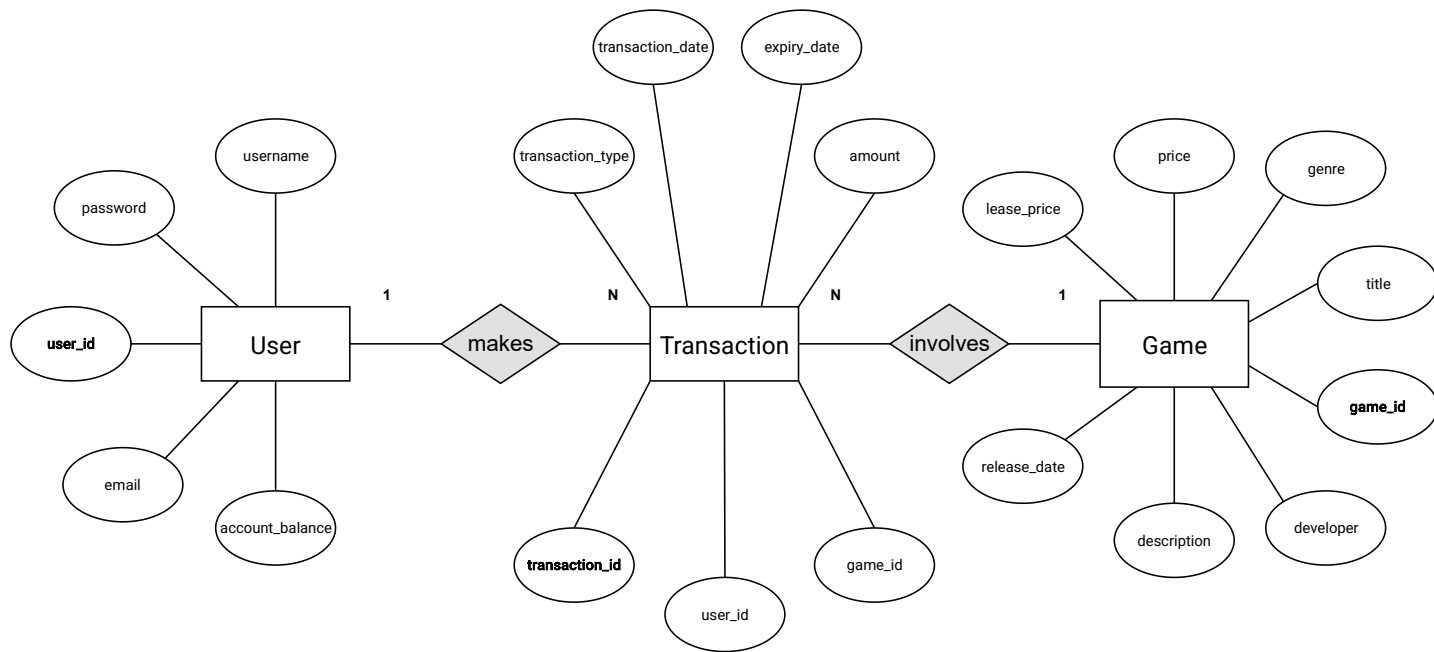 transaction_date
expiry_date
username
transaction_type
amount
price
genre
password
lease_price
title
1
N
N
1
user_id
User
makes
Transaction
involves
Game
game_id
release_date
email
account_balance
description
developer
transaction_id
game_id
user_id